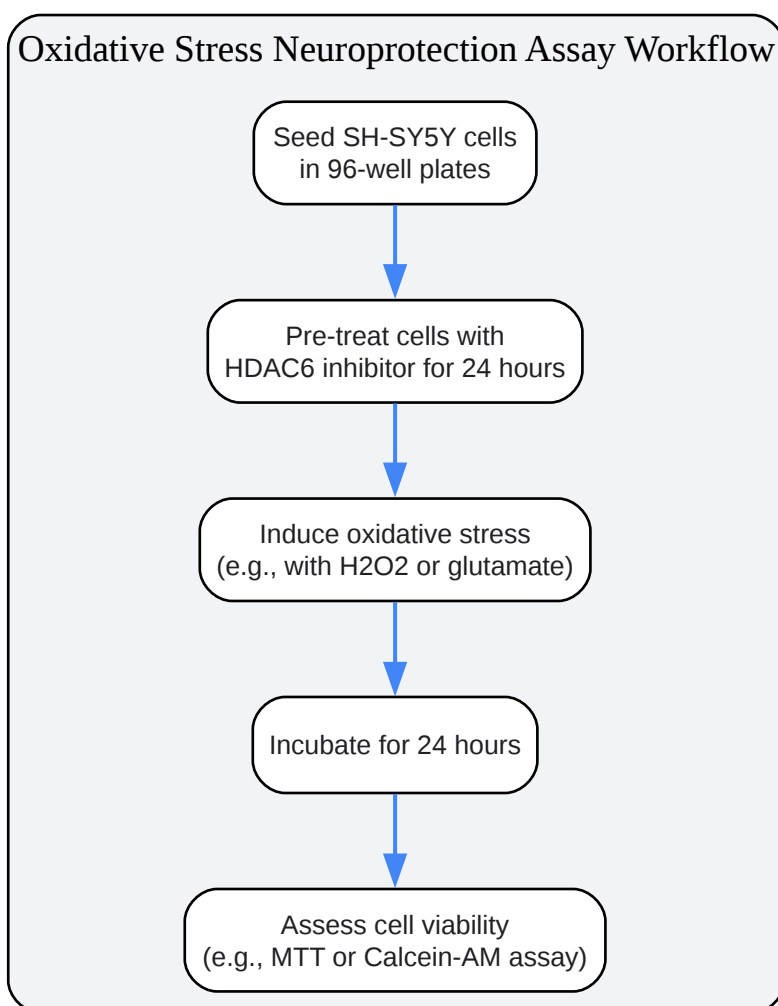 Oxidative Stress Neuroprotection Assay Workflow
Seed SH-SY5Y cells
in 96-well plates
Pre-treat cells with
HDAC6 inhibitor for 24 hours
Induce oxidative stress
(e.g., with H2O2 or glutamate)
Incubate for 24 hours
Assess cell viability
(e.g., MTT or Calcein-AM assay)